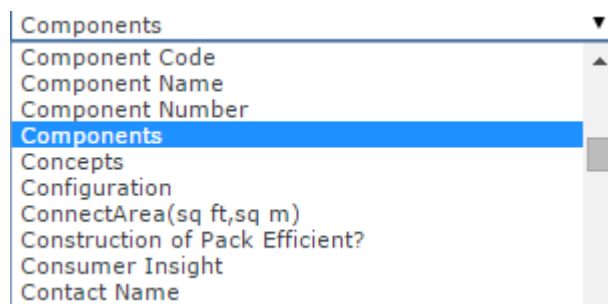 Components
Component Code
Component Name
Component Number
Components
Concepts
Configuration
ConnectArea(sq ft,sq m)
Construction of Pack Efficient?
Consumer Insight
Contact Name